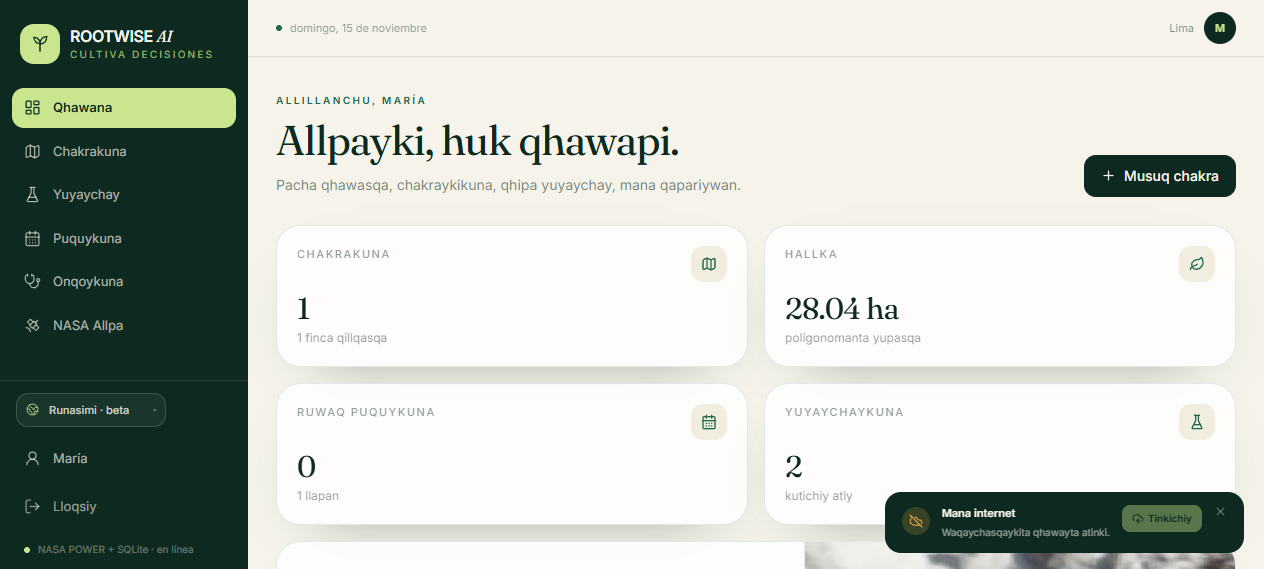 ROOTWISE AI
CULTIVA DECISIONES
Qhawana
Chakrakuna
Yuyaychay
Puquykuna
Onqoykuna
NASA Allpa
Runasimi · beta
María
Lloqsiy
NASA POWER + SQLite · en línea
domingo, 15 de noviembre
Lima
M
ALLILLANCHU, MARÍA
Allpayki, huk qhawapi.
Pacha qhawasqa, chakraykikuna, qhipa yuyaychay, mana qapariywan.
+ Musuq chakra
CHAKRAKUNA
1
1 finca qillqasqa
HALLKA
28.04 ha
polígonomanta yupasqa
RUWAQ PUQUYKUNA
0
1 llapan
YUYAYCHAYKUNA
2
kutichiy atiy
Mana internet
Waqaychasqaykita qhawayta atinki.
Tinkichiy